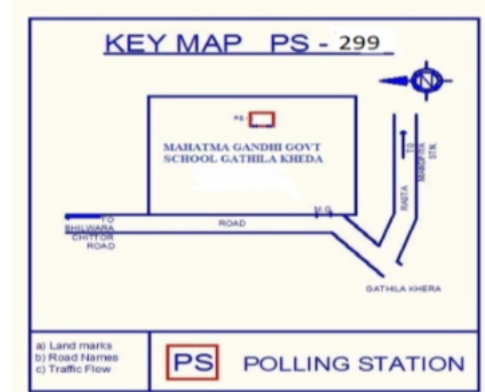 KEY MAP PS - 299
N
PS
MAHATMA GANDHI GOVT
SCHOOL GATHILA KHEDA
M.G.
ROAD
TO
BHILWARA
CHITTOR
ROAD
RASTA
TO
STN.
GATHILA KHERA
a) Land marks
b) Road Names
c) Traffic Flow
PS
POLLING STATION